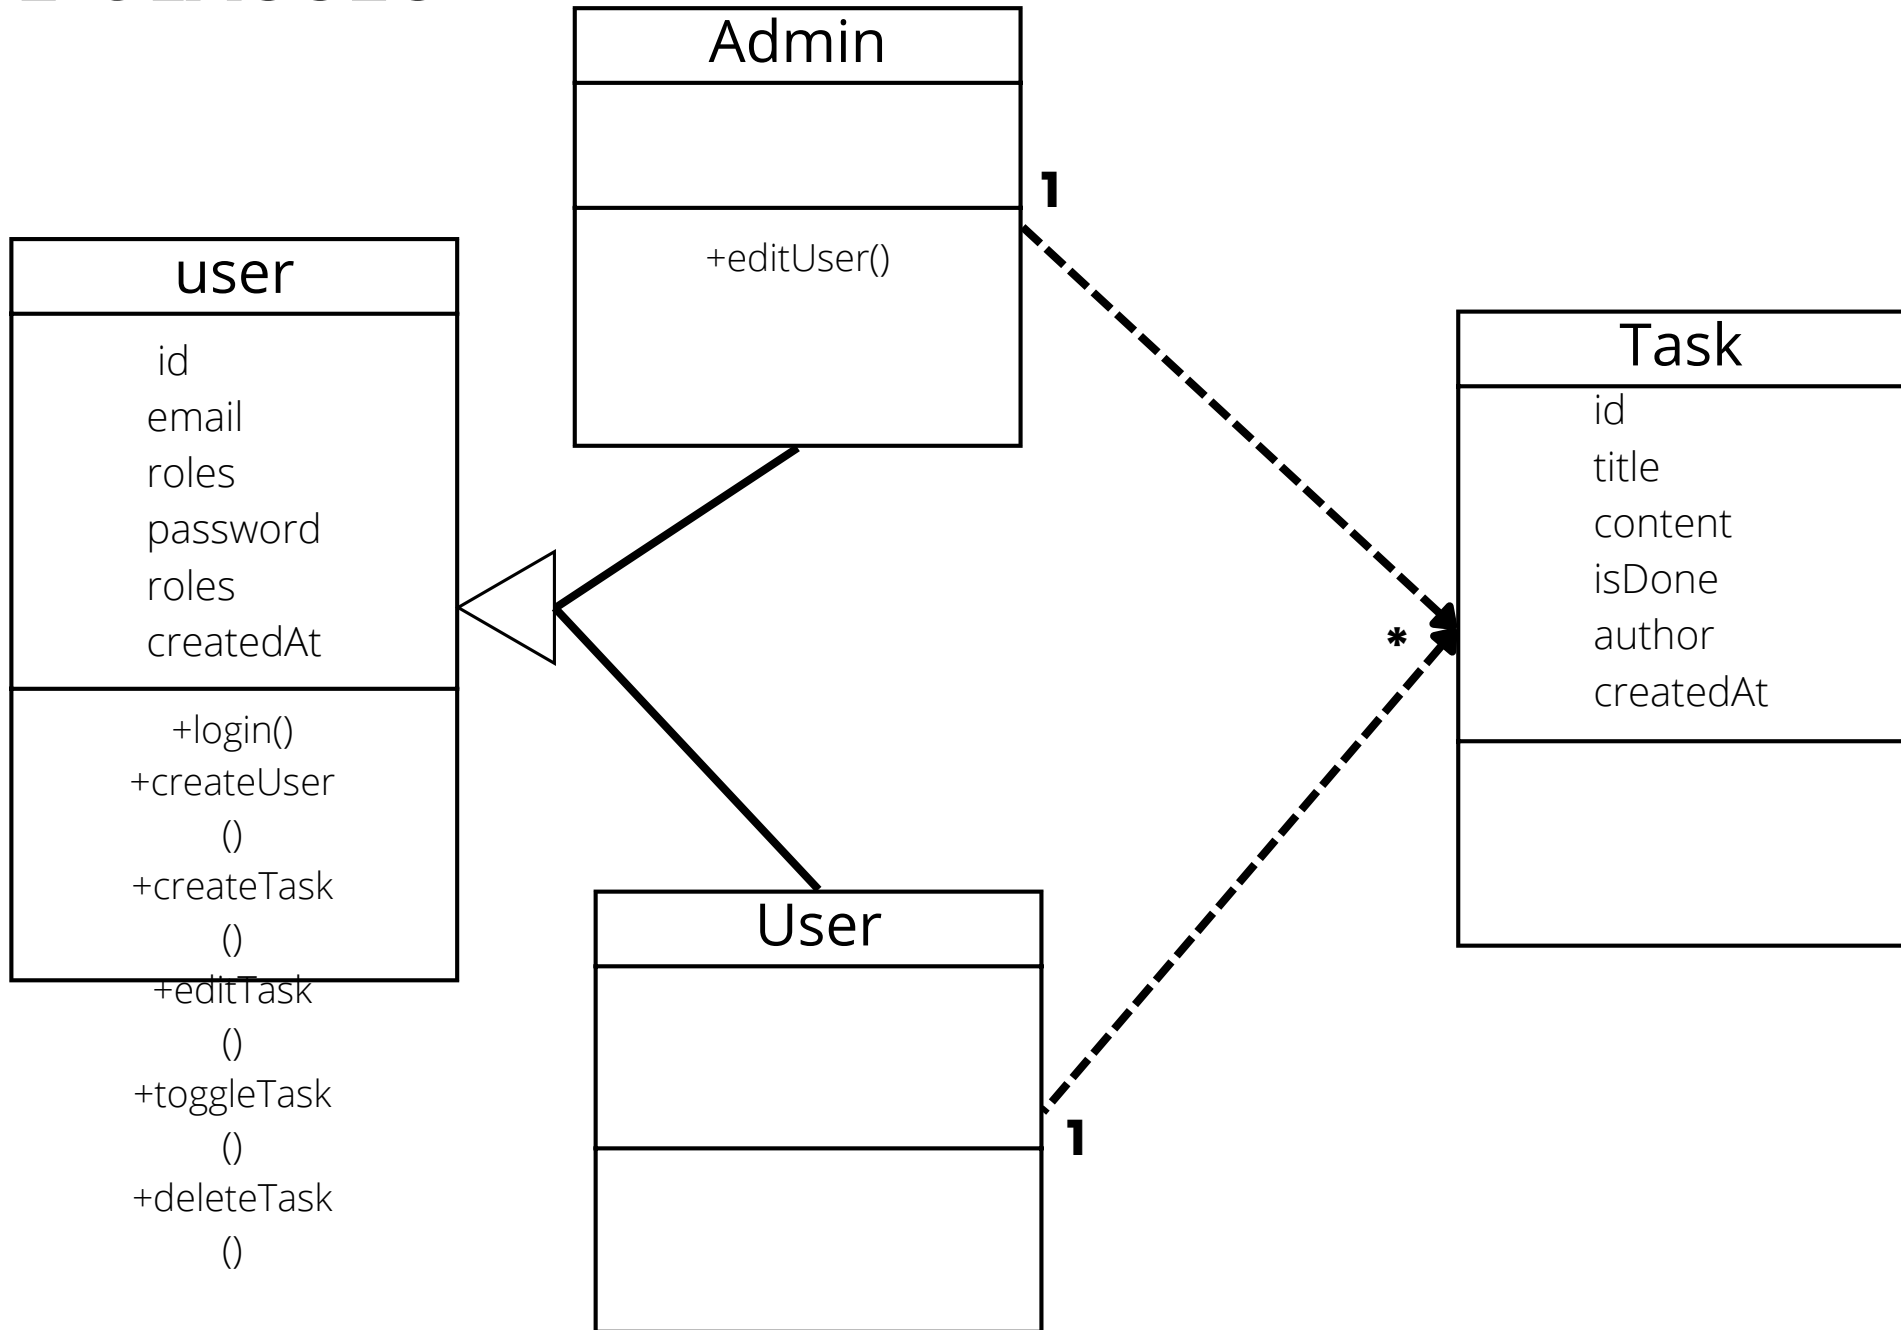 Admin
+editUser()
1
user
id
email
roles
password
roles
createdAt
+login()
+createUser
()
+createTask
()
+editTask
()
+toggleTask
()
+deleteTask
()
Task
id
title
content
isDone
author
createdAt
*
User
1